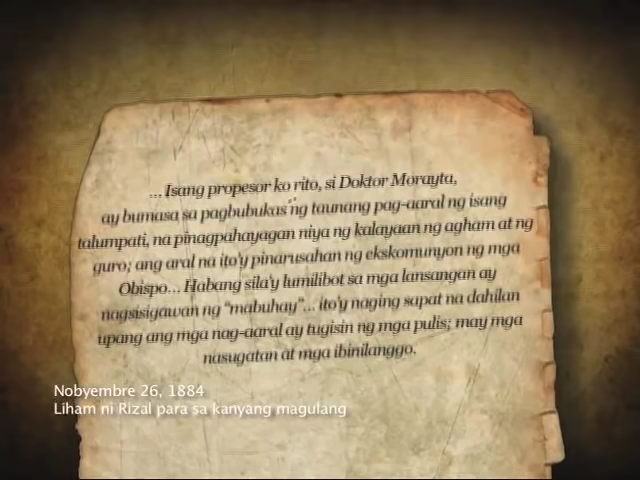 ... Isang propesor ko rito, si Doktor Morayta,
ay bumasa sa pagbubukas ng taunang pag-aaral ng isang
talumpati, na pinagpahayagan niya ng kalayaan ng agham at ng
guro; ang aral na ito'y pinarusahan ng ekskomunyon ng mga
Obispo... Habang sila'y lumilibot sa mga lansangan ay
nagsisigawan ng "mabuhay"... ito'y naging sapat na dahilan
upang ang mga nag-aaral ay tugisin ng mga pulis; may mga
nasugatan at mga ibinilanggo.
Nobyembre 26, 1884
Liham ni Rizal para sa kanyang magulang